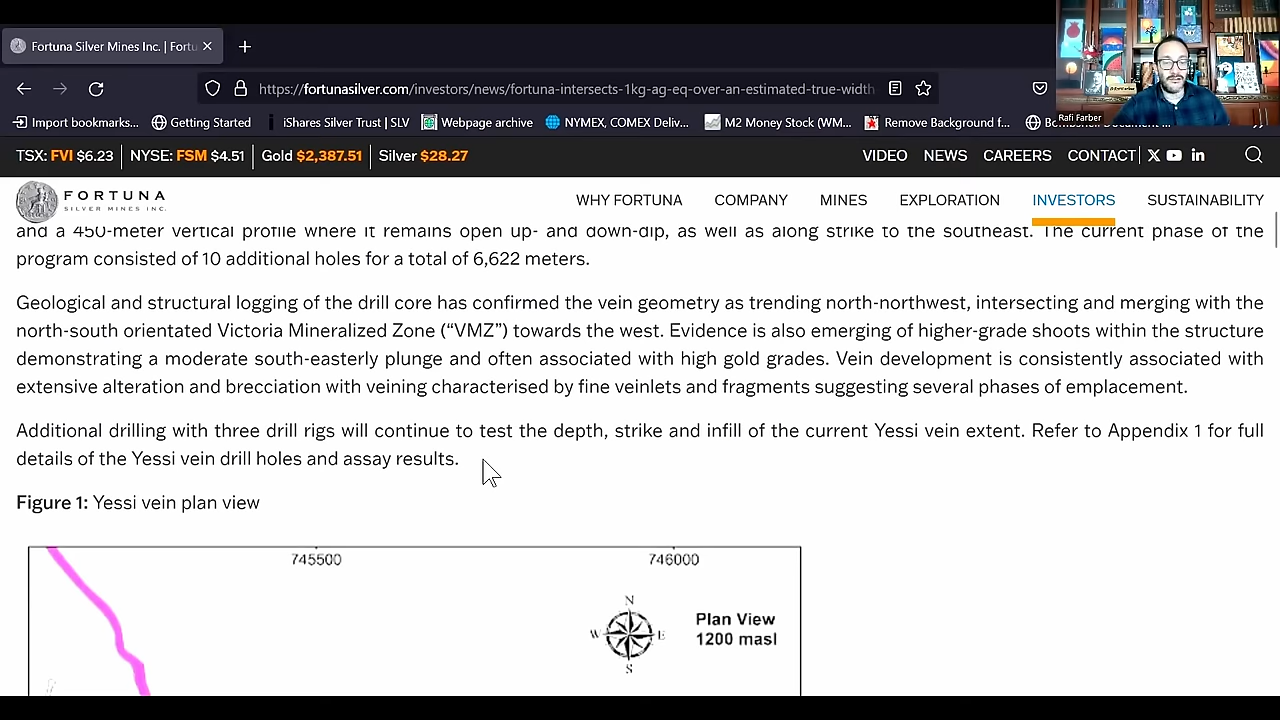 Fortuna Silver Mines Inc. | Fortu
https://fortunasilver.com/investors/news/fortuna-intersects-1kg-ag-eq-over-an-estimated-true-width
Rafi Farber
Import bookmarks...
Getting Started
iShares Silver Trust | SLV
Webpage archive
NYMEX, COMEX Deliv...
M2 Money Stock (WM...
Remove Background f...
TSX: FVI $6.23 | NYSE: FSM $4.51 | Gold $2,387.51 | Silver $28.27
VIDEO NEWS CAREERS CONTACT
FORTUNA
SILVER MINES INC.
WHY FORTUNA COMPANY MINES EXPLORATION INVESTORS SUSTAINABILITY
and a 450-meter vertical profile where it remains open up- and down-dip, as well as along strike to the southeast. The current phase of the
program consisted of 10 additional holes for a total of 6,622 meters.
Geological and structural logging of the drill core has confirmed the vein geometry as trending north-northwest, intersecting and merging with the
north-south orientated Victoria Mineralized Zone (“VMZ”) towards the west. Evidence is also emerging of higher-grade shoots within the structure
demonstrating a moderate south-easterly plunge and often associated with high gold grades. Vein development is consistently associated with
extensive alteration and brecciation with veining characterised by fine veinlets and fragments suggesting several phases of emplacement.
Additional drilling with three drill rigs will continue to test the depth, strike and infill of the current Yessi vein extent. Refer to Appendix 1 for full
details of the Yessi vein drill holes and assay results.
Figure 1: Yessi vein plan view
745500
746000
N
W E
S
Plan View
1200 masl